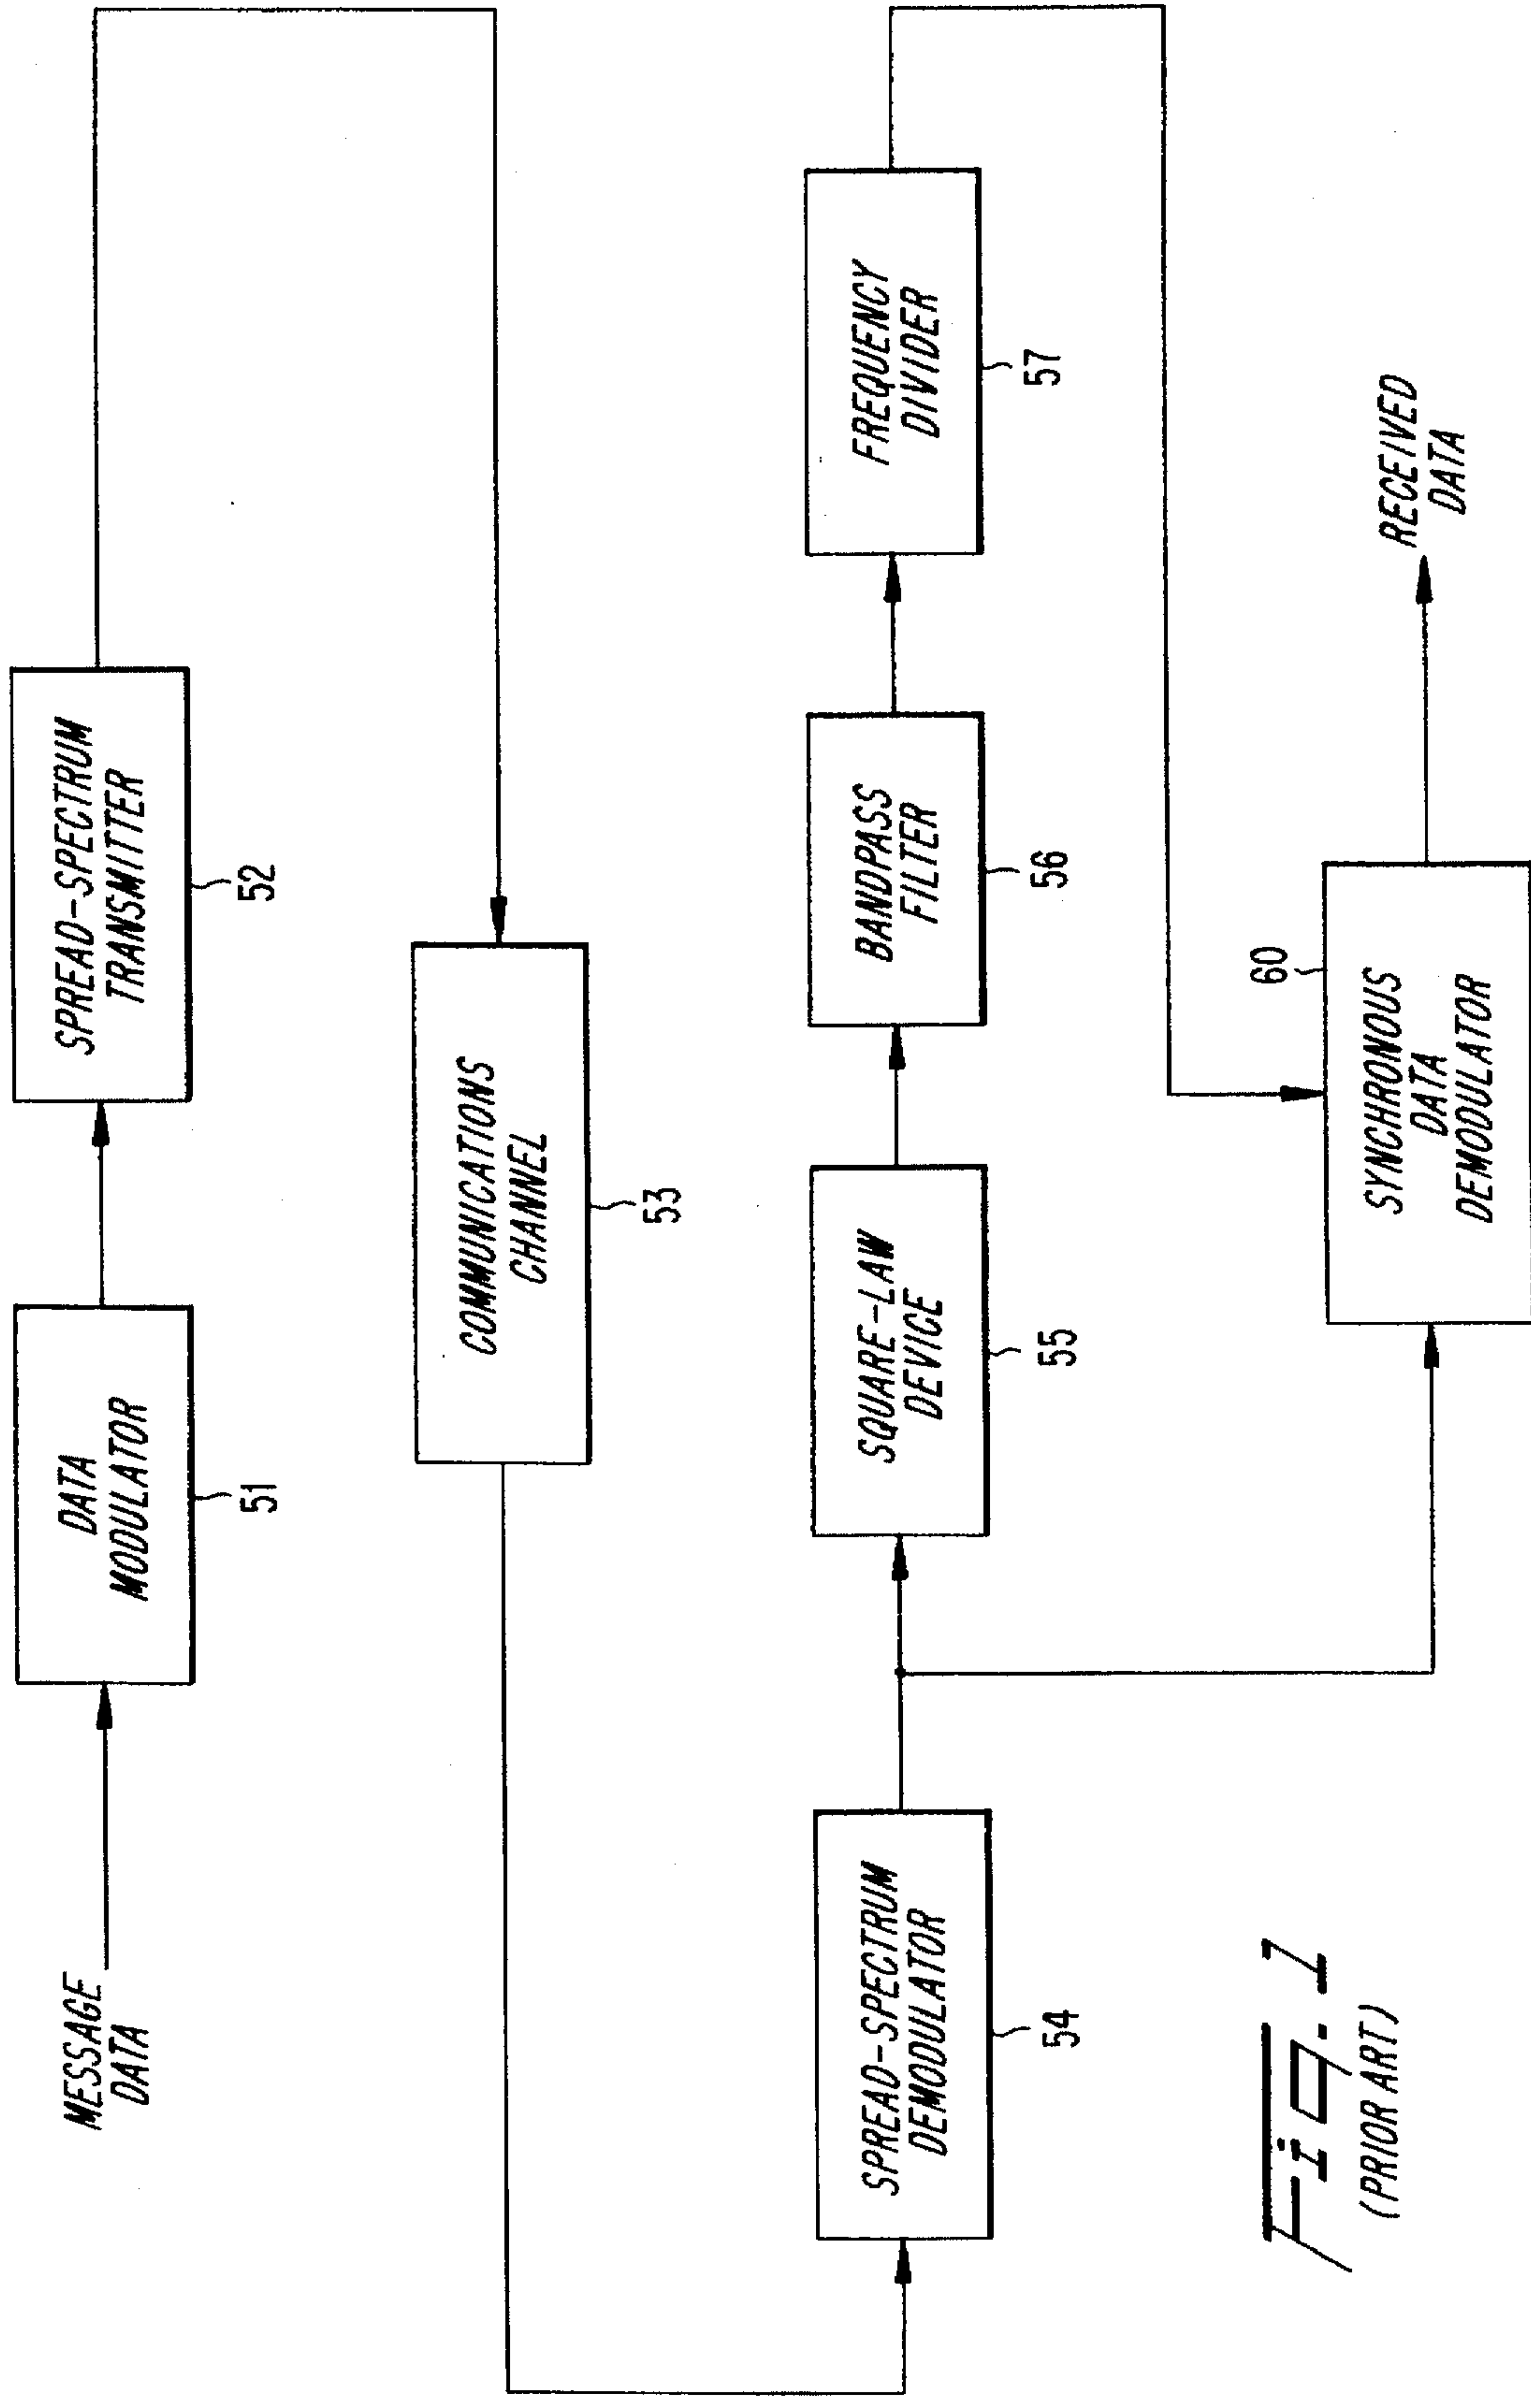 MESSAGE
DATA
DATA
MODULATOR
51
SPREAD-SPECTRUM
TRANSMITTER
52
COMMUNICATIONS
CHANNEL
53
SPREAD-SPECTRUM
DEMODULATOR
54
SQUARE-LAW
DEVICE
55
BANDPASS
FILTER
56
FREQUENCY
DIVIDER
57
60
SYNCHRONOUS
DATA
DEMODULATOR
RECEIVED
DATA
Fig. 1
(PRIOR ART)